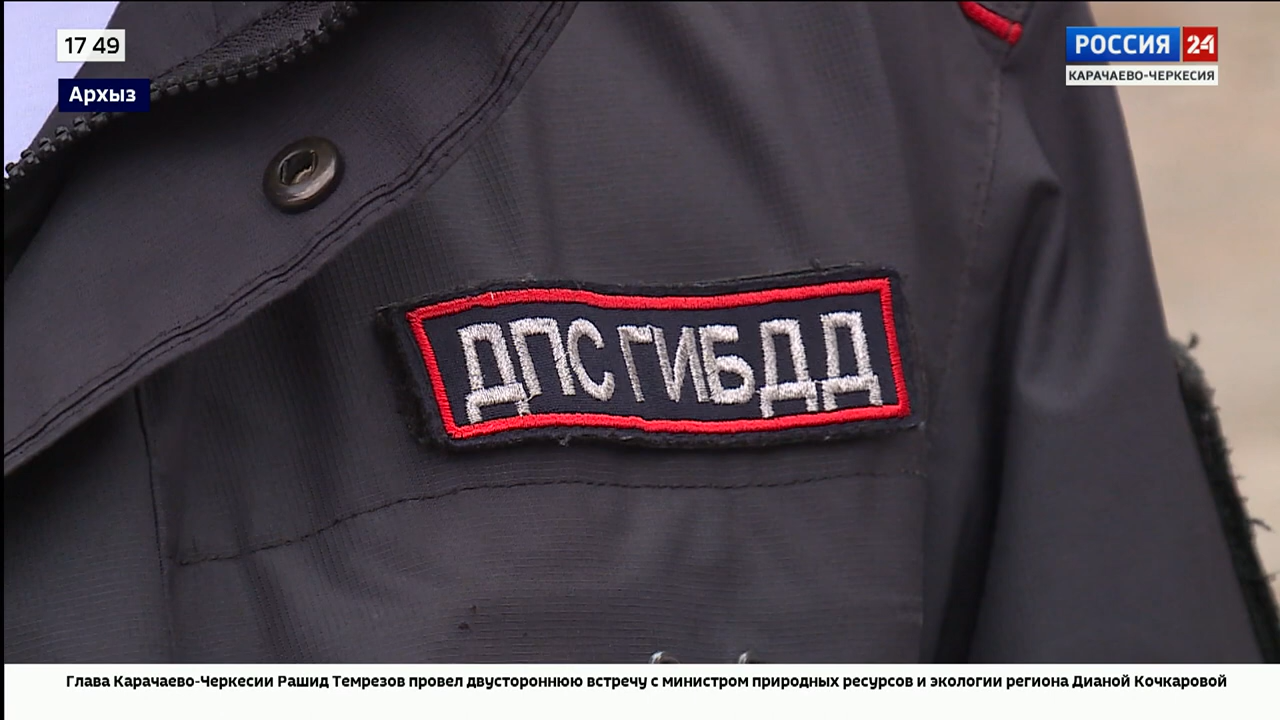 17 49
РОССИЯ 24
КАРАЧАЕВО-ЧЕРКЕСИЯ
Архыз
ДПС ГИБДД
Глава Карачаево-Черкесии Рашид Темрезов провел двустороннюю встречу с министром природных ресурсов и экологии региона Дианой Кочкаровой